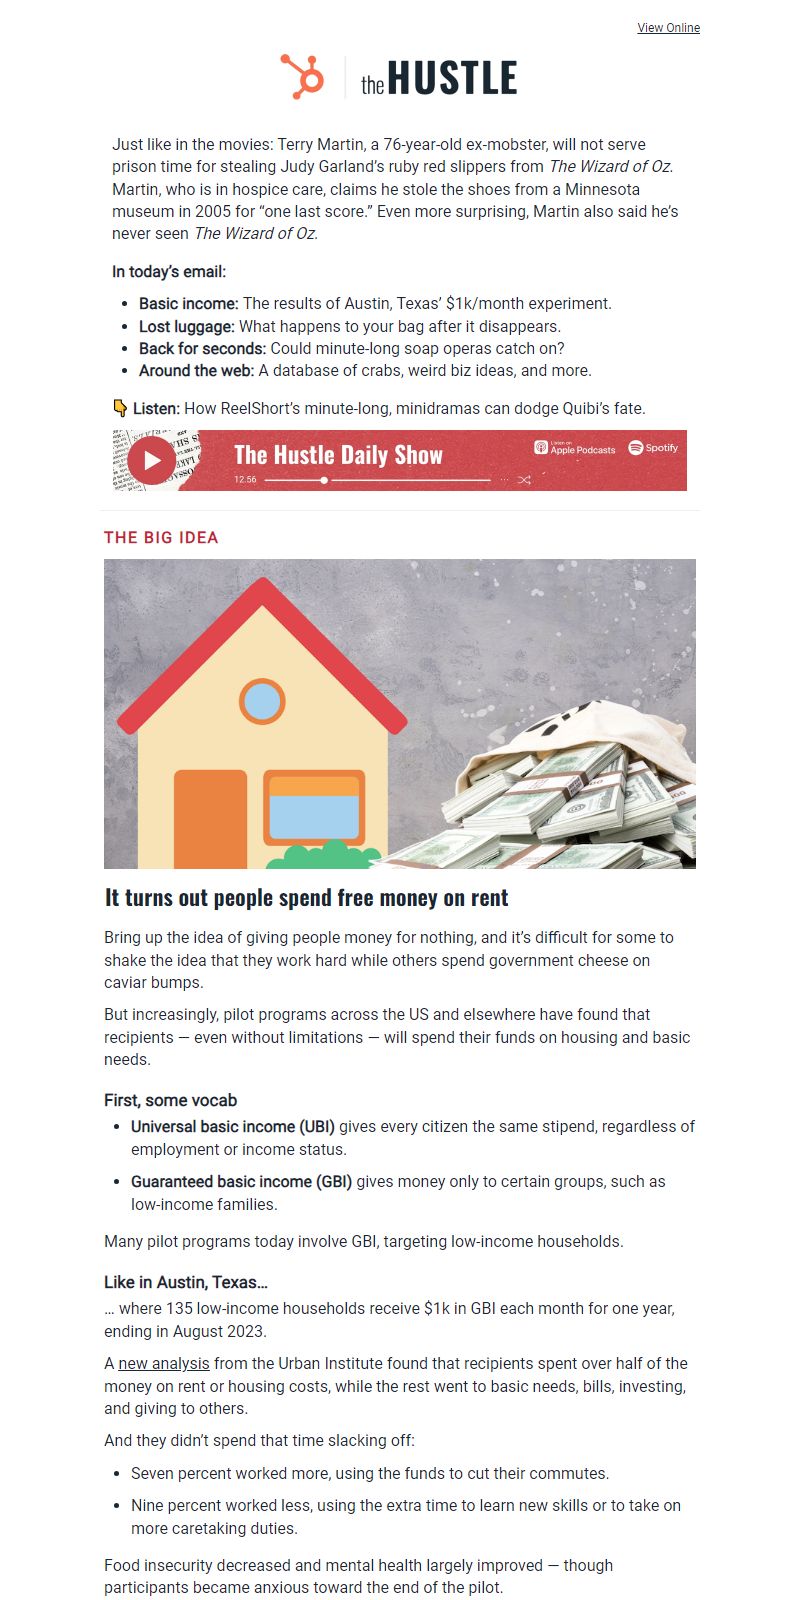 View Online
the HUSTLE
Just like in the movies: Terry Martin, a 76-year-old ex-mobster, will not serve
prison time for stealing Judy Garland’s ruby red slippers from The Wizard of Oz.
Martin, who is in hospice care, claims he stole the shoes from a Minnesota
museum in 2005 for “one last score.” Even more surprising, Martin also said he’s
never seen The Wizard of Oz.
In today’s email:
• Basic income: The results of Austin, Texas’ $1k/month experiment.
• Lost luggage: What happens to your bag after it disappears.
• Back for seconds: Could minute-long soap operas catch on?
• Around the web: A database of crabs, weird biz ideas, and more.
👇 Listen: How ReelShort’s minute-long, minidramas can dodge Quibi’s fate.
The Hustle Daily Show
Listen on
Apple Podcasts
Spotify
12:56
THE BIG IDEA
It turns out people spend free money on rent
Bring up the idea of giving people money for nothing, and it’s difficult for some to
shake the idea that they work hard while others spend government cheese on
caviar bumps.
But increasingly, pilot programs across the US and elsewhere have found that
recipients — even without limitations — will spend their funds on housing and basic
needs.
First, some vocab
• Universal basic income (UBI) gives every citizen the same stipend, regardless of
employment or income status.
• Guaranteed basic income (GBI) gives money only to certain groups, such as
low-income families.
Many pilot programs today involve GBI, targeting low-income households.
Like in Austin, Texas…
… where 135 low-income households receive $1k in GBI each month for one year,
ending in August 2023.
A new analysis from the Urban Institute found that recipients spent over half of the
money on rent or housing costs, while the rest went to basic needs, bills, investing,
and giving to others.
And they didn’t spend that time slacking off:
• Seven percent worked more, using the funds to cut their commutes.
• Nine percent worked less, using the extra time to learn new skills or to take on
more caretaking duties.
Food insecurity decreased and mental health largely improved — though
participants became anxious toward the end of the pilot.